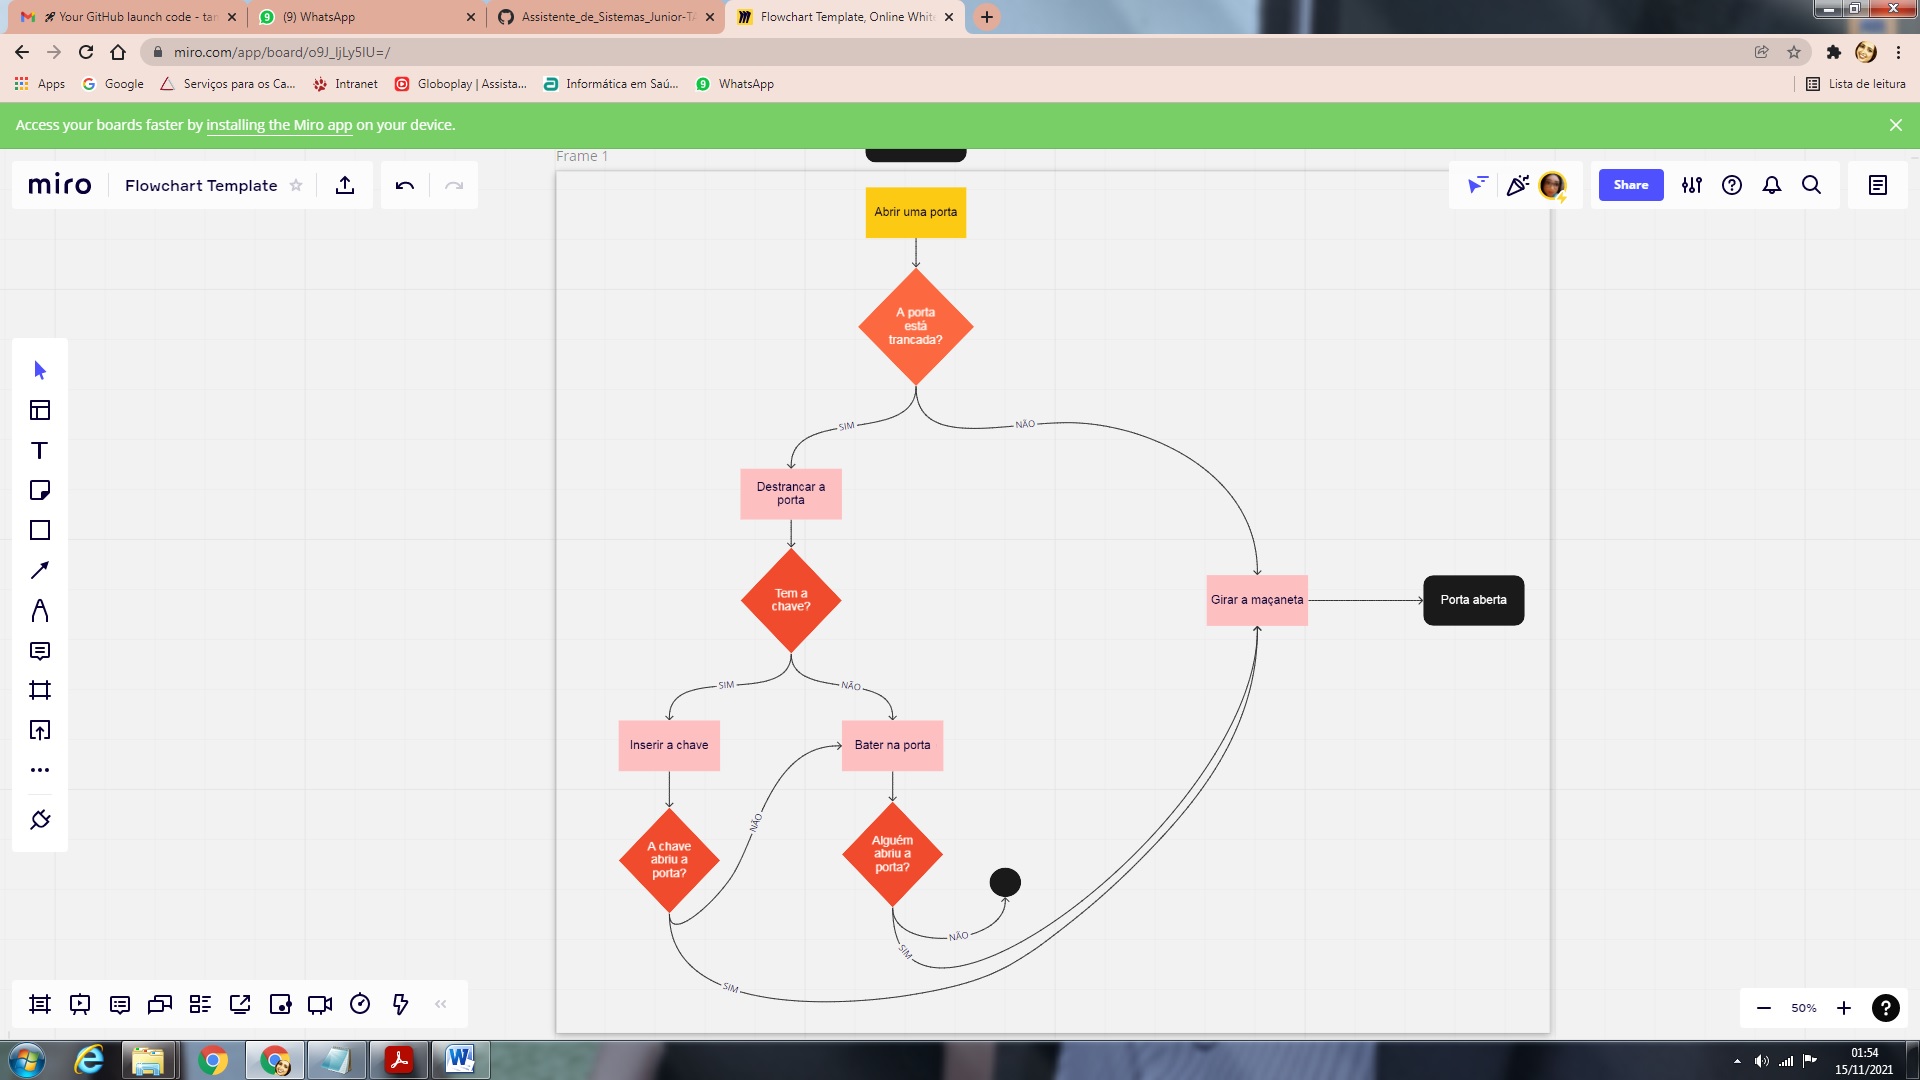 Your GitHub launch code - tan
(9) WhatsApp
Assistente_de_Sistemas_Junior-TA
Flowchart Template, Online White
miro.com/app/board/o9J_ljLy5lU=/
Apps
Google
Serviços para os Ca...
Intranet
Globoplay | Assista...
Informática em Saú...
WhatsApp
Lista de leitura
Access your boards faster by installing the Miro app on your device.
Frame 1
miro
Flowchart Template
Share
Abrir uma porta
A porta
está
trancada?
SIM
NÃO
Destrancar a
porta
Tem a
chave?
Girar a maçaneta
Porta aberta
SIM
NÃO
Inserir a chave
Bater na porta
NÃO
A chave
abriu a
porta?
Alguém
abriu a
porta?
NÃO
SIM
SIM
50%
01:54
15/11/2021